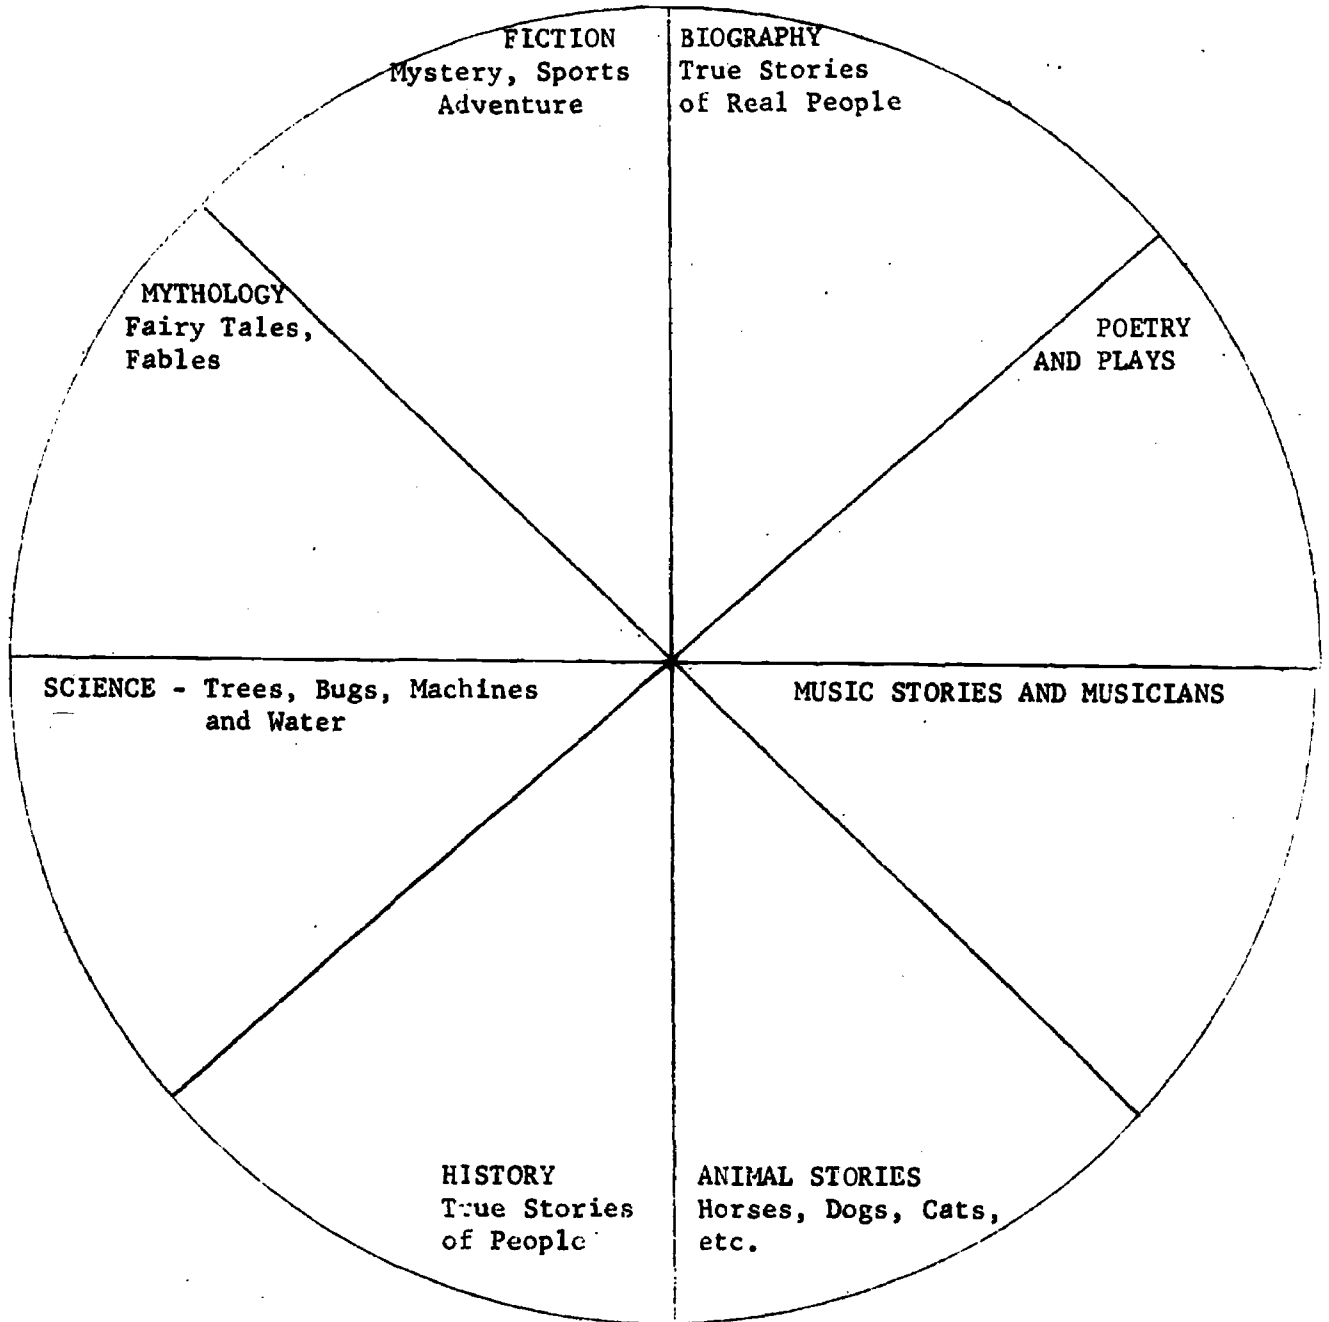 FICTION
Mystery, Sports
Adventure
BIOGRAPHY
True Stories
of Real People
POETRY
AND PLAYS
MUSIC STORIES AND MUSICIANS
ANIMAL STORIES
Horses, Dogs, Cats,
etc.
HISTORY
True Stories
of People
SCIENCE - Trees, Bugs, Machines
and Water
MYTHOLOGY
Fairy Tales,
Fables